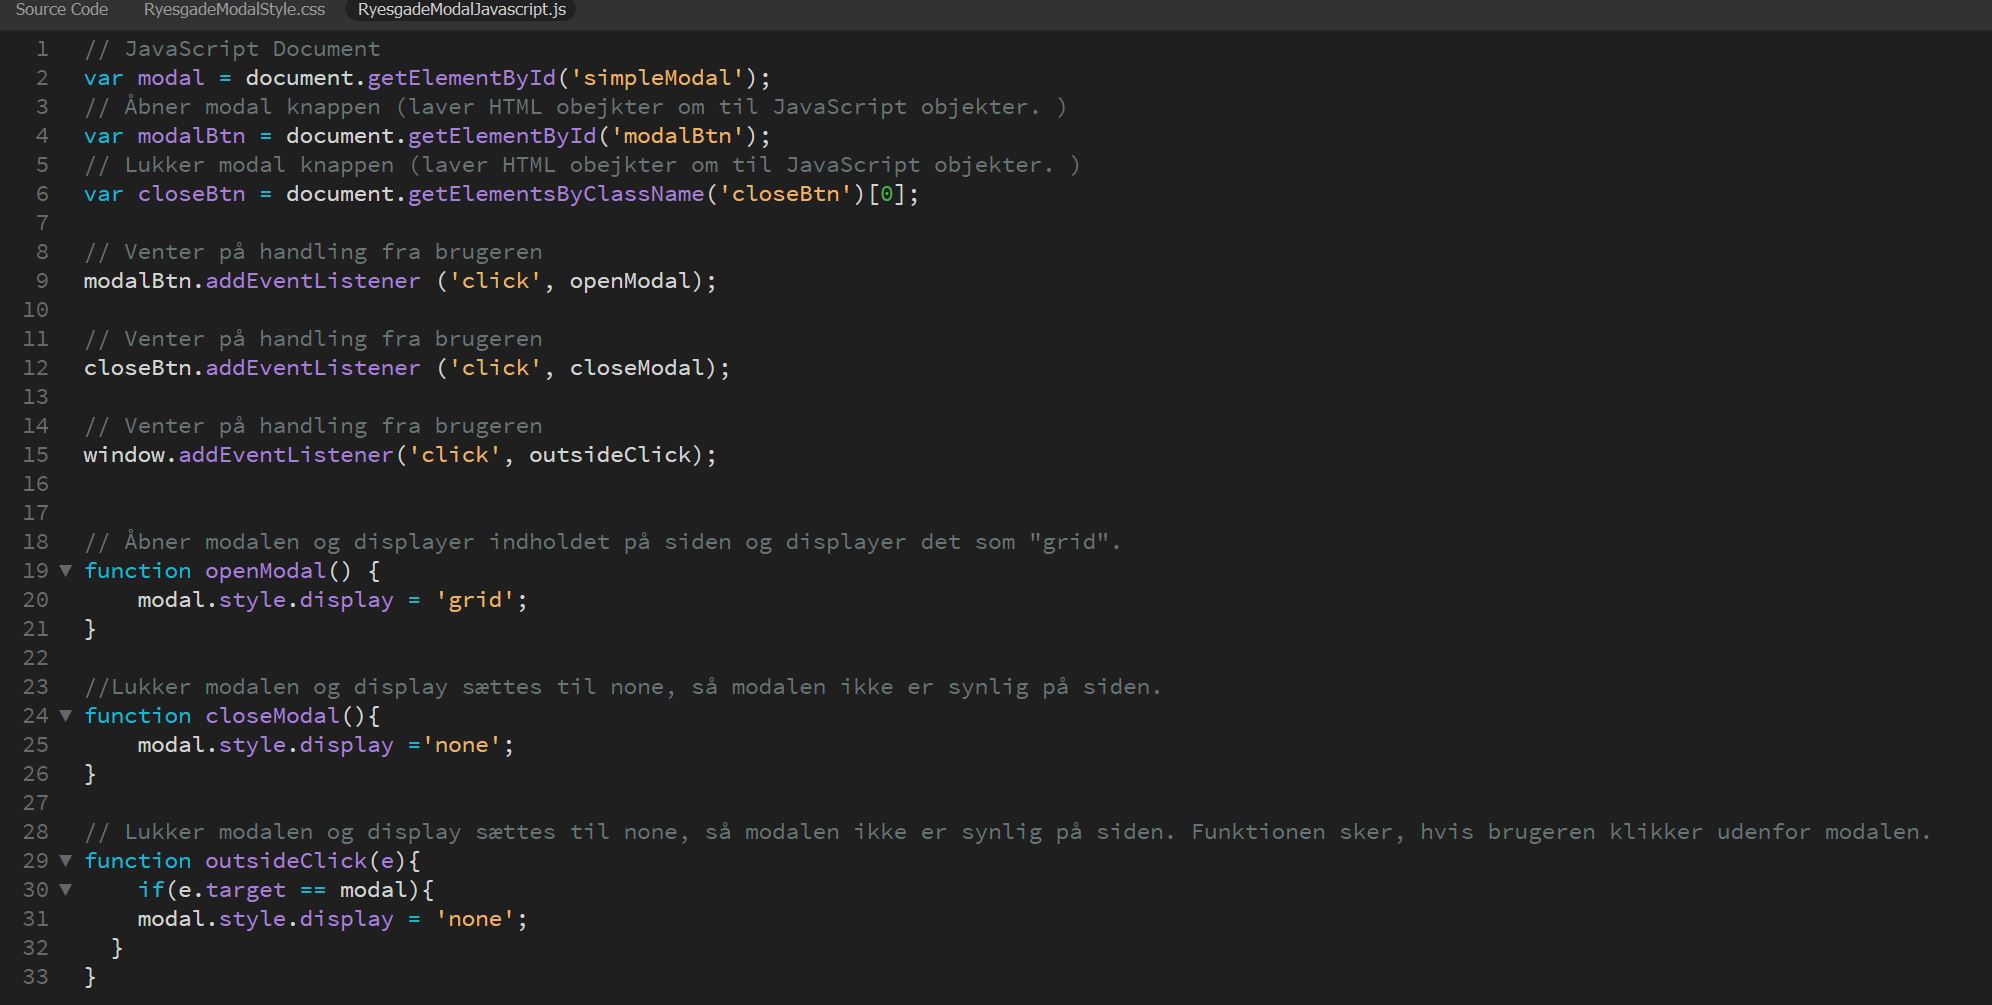 Source Code RyesgadeModalStyle.css RyesgadeModalJavascript.js
1 // JavaScript Document
2 var modal = document.getElementById('simpleModal');
3 // Åbner modal knappen (laver HTML obejkter om til JavaScript objekter. )
4 var modalBtn = document.getElementById('modalBtn');
5 // Lukker modal knappen (laver HTML obejkter om til JavaScript objekter. )
6 var closeBtn = document.getElementsByClassName('closeBtn')[0];
7
8 // Venter på handling fra brugeren
9 modalBtn.addEventListener ('click', openModal);
10
11 // Venter på handling fra brugeren
12 closeBtn.addEventListener ('click', closeModal);
13
14 // Venter på handling fra brugeren
15 window.addEventListener('click', outsideClick);
16
17
18 // Åbner modalen og displayer indholdet på siden og displayer det som "grid".
19 ▼ function openModal() {
20     modal.style.display = 'grid';
21 }
22
23 //Lukker modalen og display sættes til none, så modalen ikke er synlig på siden.
24 ▼ function closeModal(){
25     modal.style.display ='none';
26 }
27
28 // Lukker modalen og display sættes til none, så modalen ikke er synlig på siden. Funktionen sker, hvis brugeren klikker udenfor modalen.
29 ▼ function outsideClick(e){
30 ▼     if(e.target == modal){
31     modal.style.display = 'none';
32   }
33 }